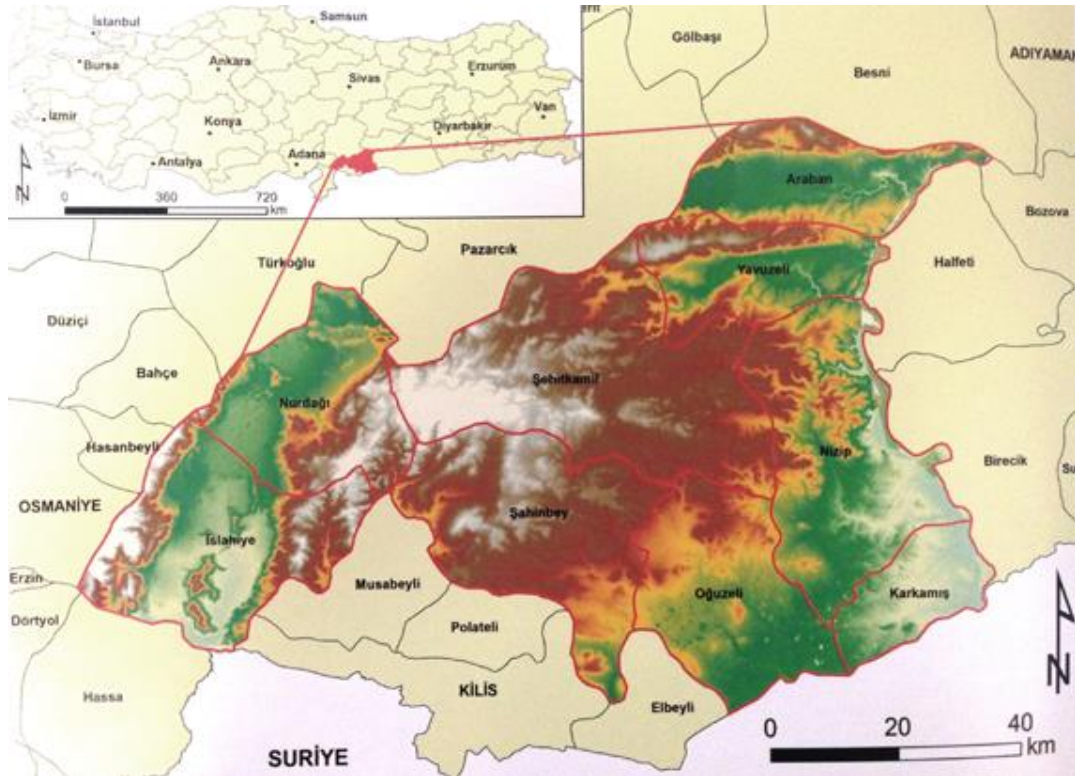 İstanbul
Samsun
Bursa
Ankara
Sivas
Erzurum
İzmir
Konya
Van
Diyarbakır
Antalya
Adana
N
0 360 720
km
Gölbaşı
Besni
Araban
Bozova
Pazarcık
Türkoğlu
Yavuzeli
Halfeti
Düziçi
Bahçe
Şehitkamil
Nurdağı
Hasanbeyli
Nizip
Birecik
OSMANİYE
Şahinbey
İslahiye
Erzin
Musabeyli
Oğuzeli
Karkamış
Dörtyol
Polateli
KİLİS
Hassa
Elbeyli
N
SURİYE
0 20 40
km